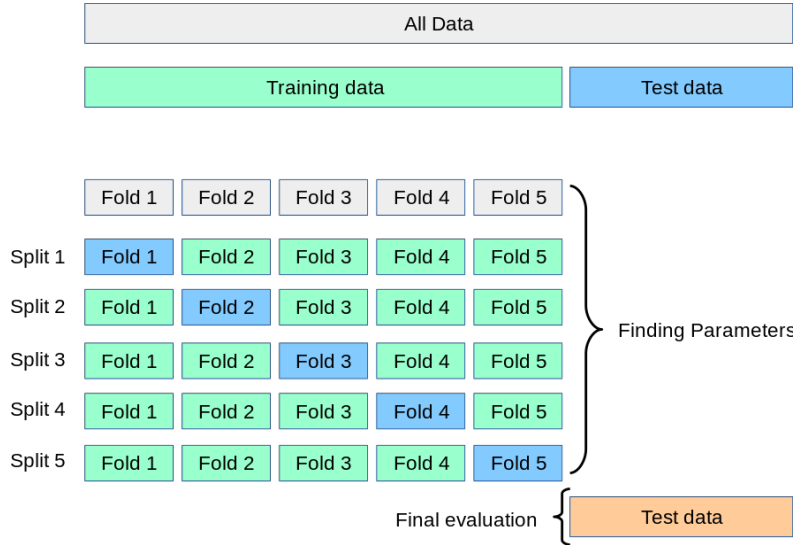 All Data
Training data Test data
Fold 1 Fold 2 Fold 3 Fold 4 Fold 5
Split 1 Fold 1 Fold 2 Fold 3 Fold 4 Fold 5
Split 2 Fold 1 Fold 2 Fold 3 Fold 4 Fold 5
Finding Parameters
Split 3 Fold 1 Fold 2 Fold 3 Fold 4 Fold 5
Split 4 Fold 1 Fold 2 Fold 3 Fold 4 Fold 5
Split 5 Fold 1 Fold 2 Fold 3 Fold 4 Fold 5
Final evaluation Test data